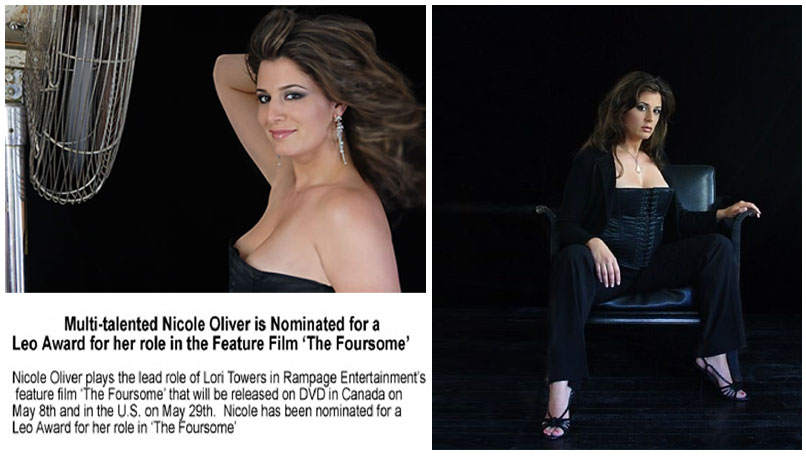 Multi-talented Nicole Oliver is Nominated for a
Leo Award for her role in the Feature Film ‘The Foursome’
Nicole Oliver plays the lead role of Lori Towers in Rampage Entertainment’s
feature film ‘The Foursome’ that will be released on DVD in Canada on
May 8th and in the U.S. on May 29th. Nicole has been nominated for a
Leo Award for her role in ‘The Foursome’